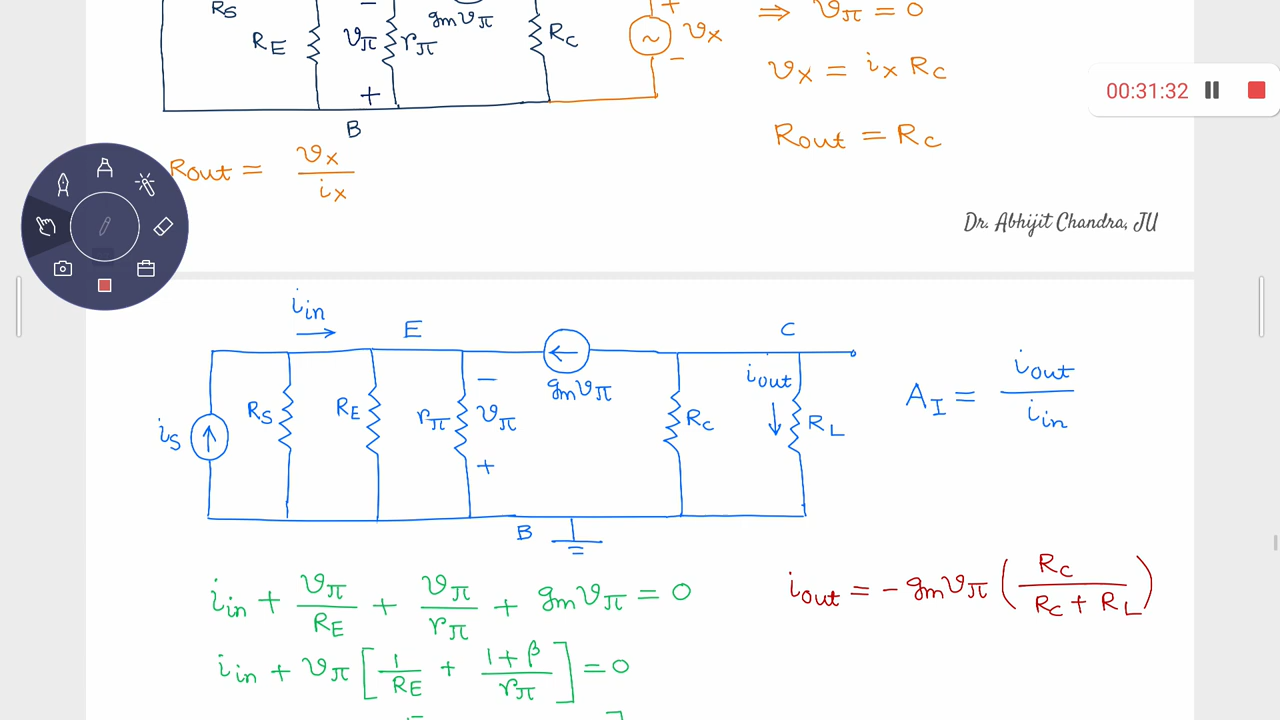 RS
RE
vπ
rπ
gmvπ
RC
vx
⇒ vπ = 0
vx = ix RC
Rout = RC
00:31:32
B
Rout = vx / ix
Dr. Abhijit Chandra, JU
iin
E
C
is
RS
RE
rπ
vπ
gmvπ
RC
iout
RL
AI = iout / iin
B
iin + vπ/RE + vπ/rπ + gmvπ = 0
iout = - gmvπ (RC / (RC + RL))
iin + vπ [1/RE + (1+β)/rπ] = 0